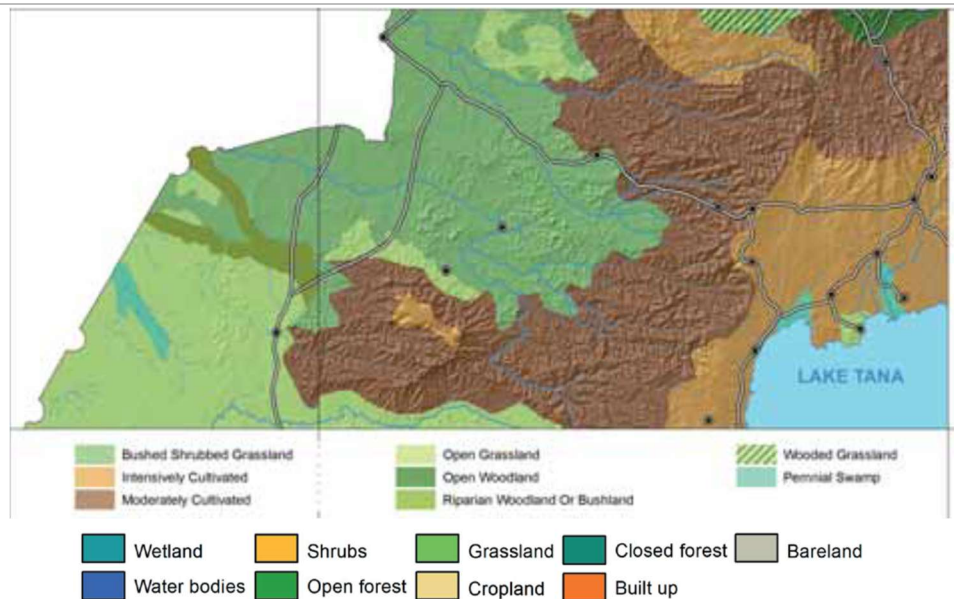 LAKE TANA
Bushed Shrubbed Grassland Open Grassland Wooded Grassland
Intensively Cultivated Open Woodland Pernnial Swamp
Moderately Cultivated Riparian Woodland Or Bushland
Wetland Shrubs Grassland Closed forest Bareland
Water bodies Open forest Cropland Built up